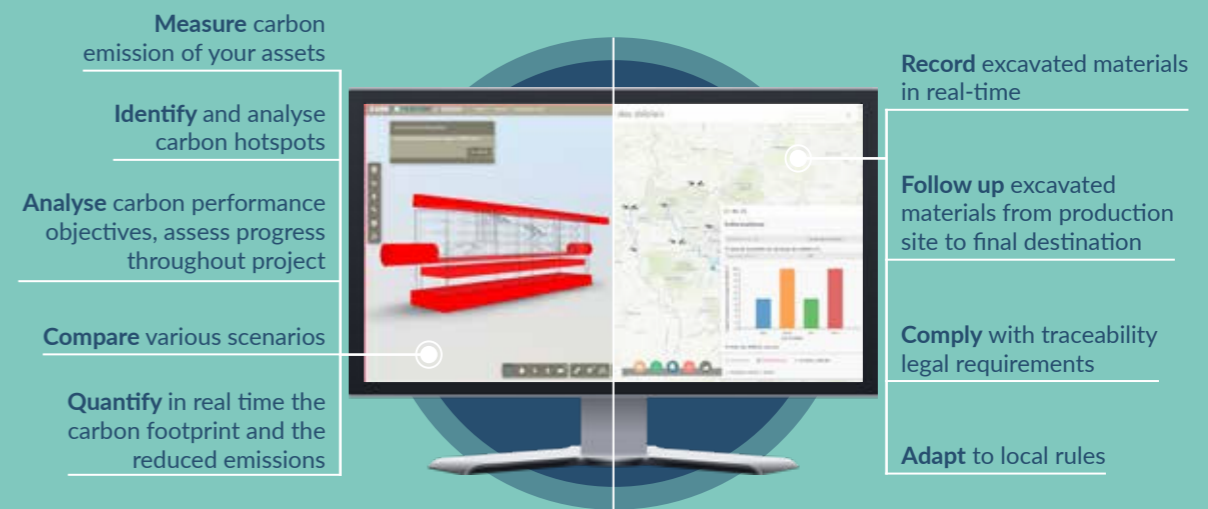 Measure carbon
emission of your assets
Identify and analyse
carbon hotspots
Analyse carbon performance
objectives, assess progress
throughout project
Compare various scenarios
Quantify in real time the
carbon footprint and the
reduced emissions
Record excavated materials
in real-time
Follow up excavated
materials from production
site to final destination
Comply with traceability
legal requirements
Adapt to local rules